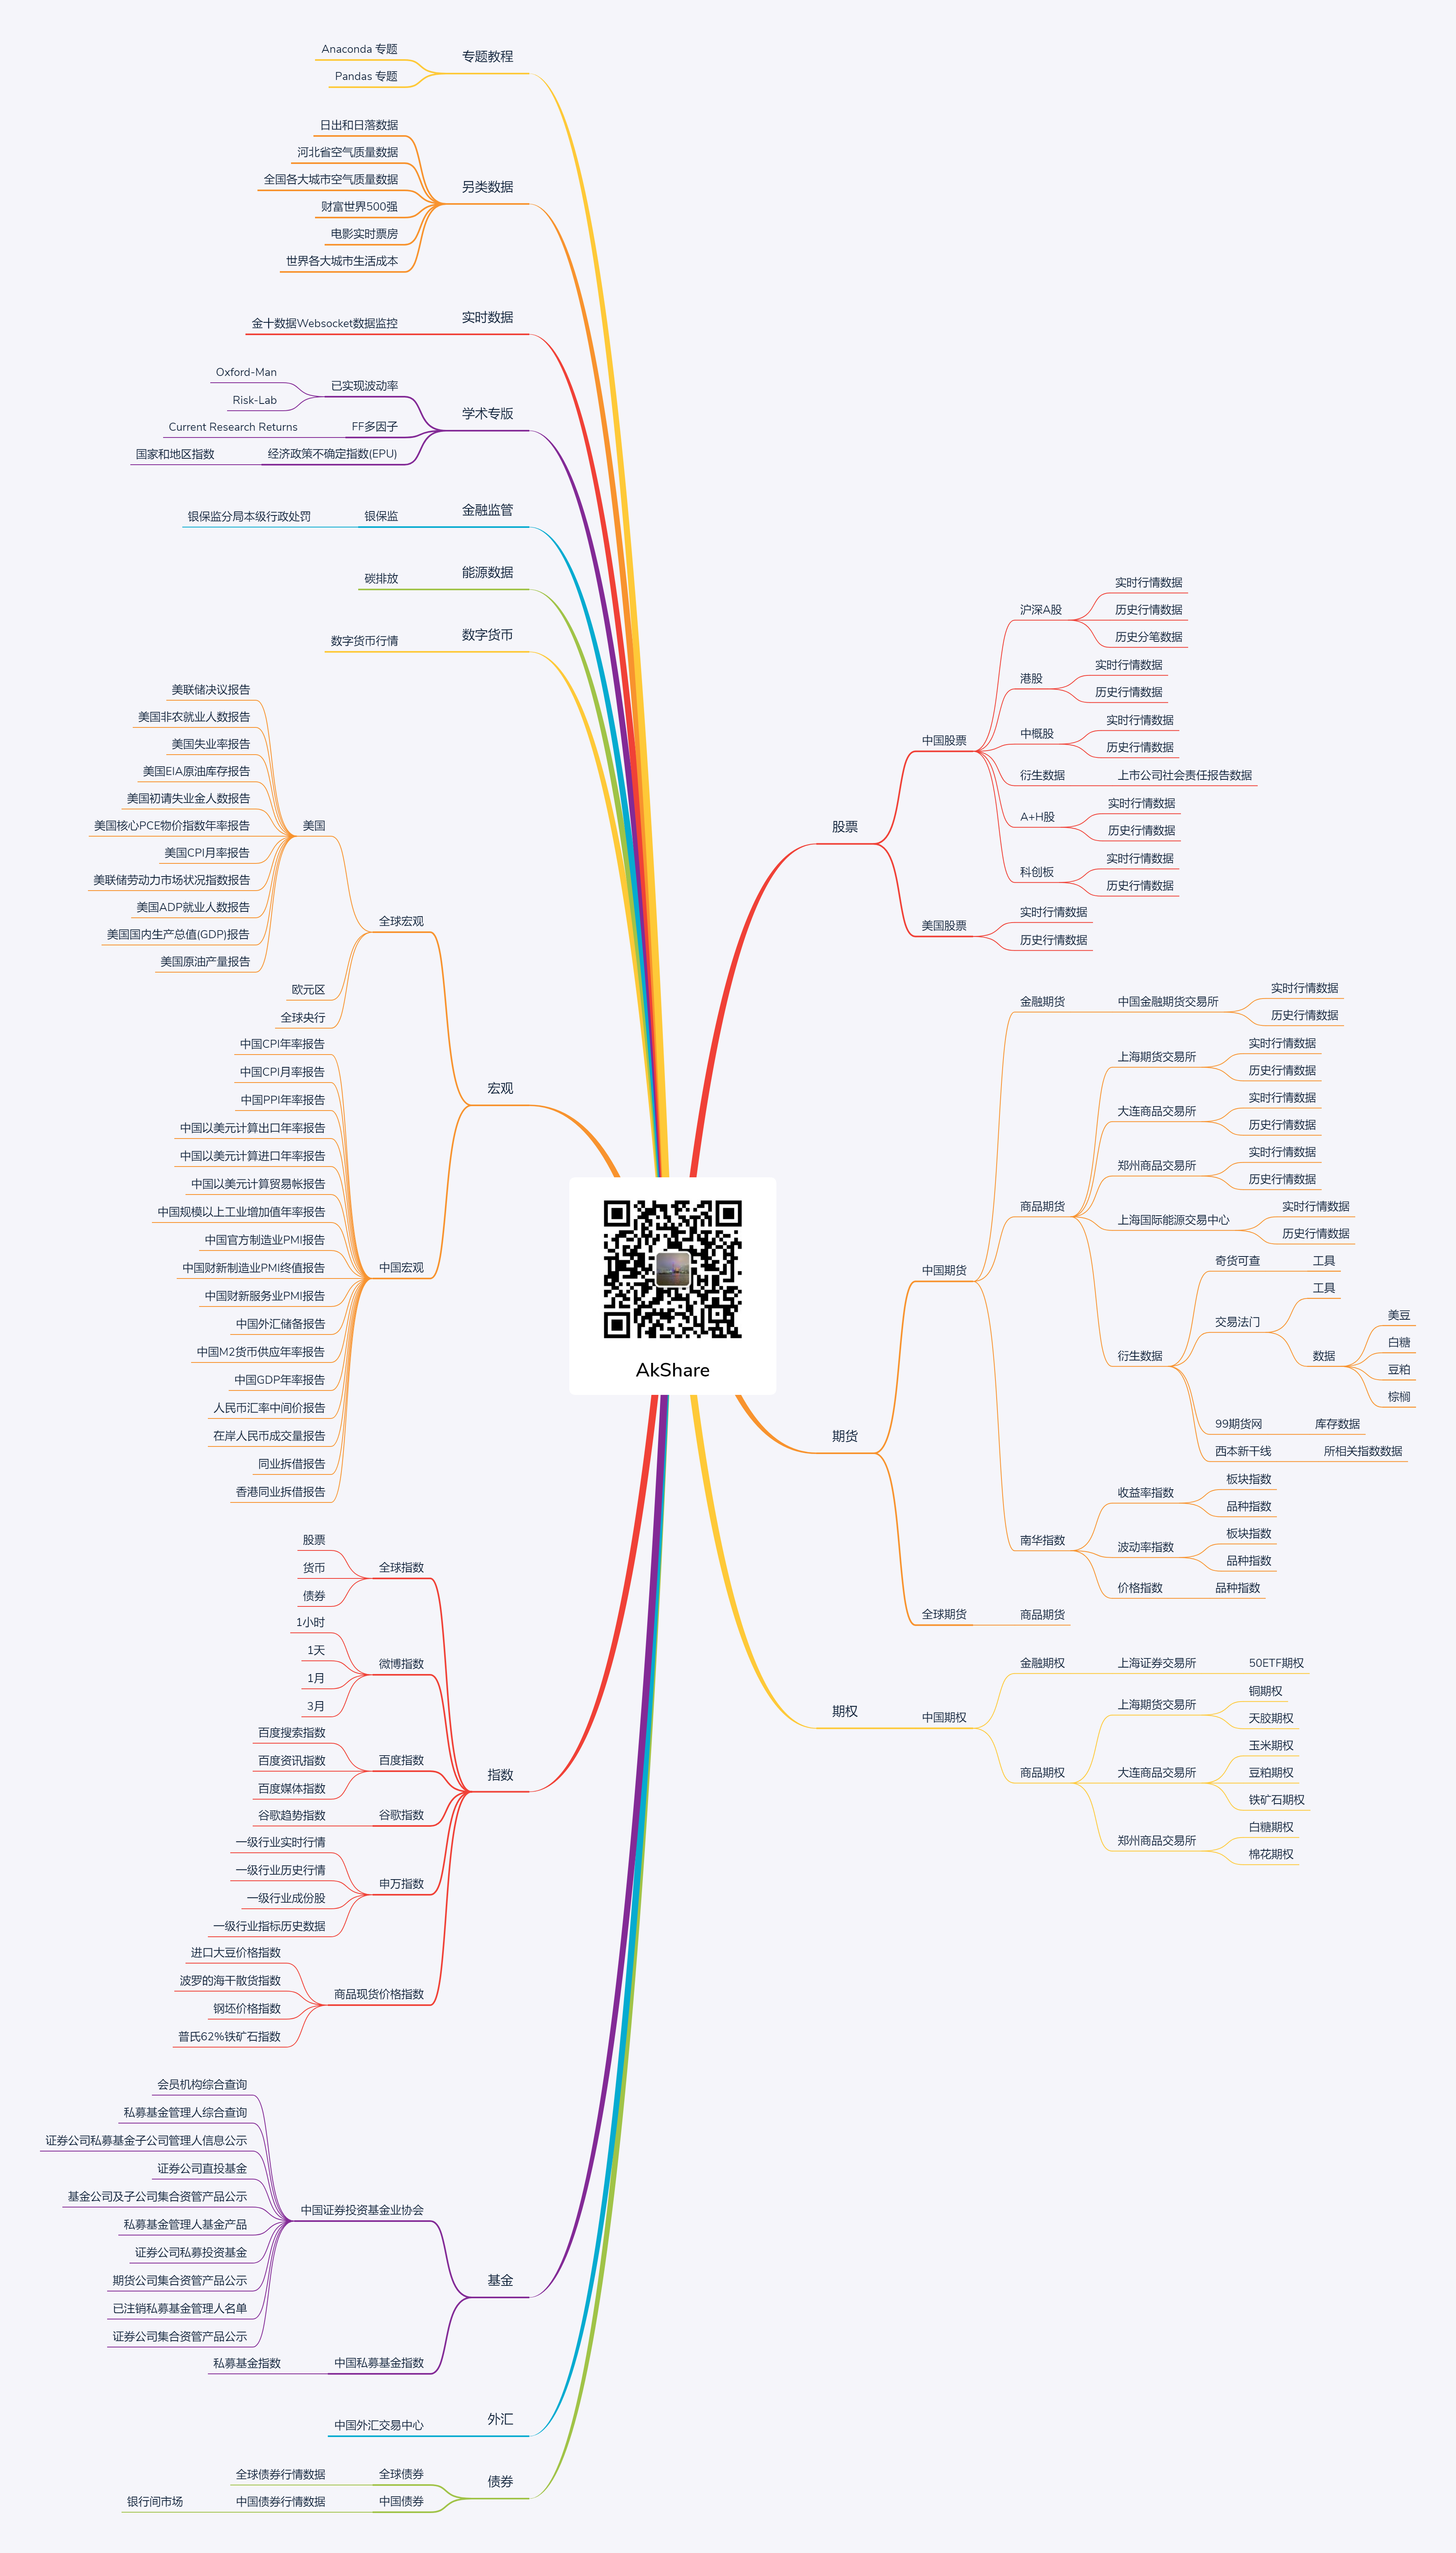 AkShare
股票
中国股票
沪深A股
实时行情数据
历史行情数据
历史分笔数据
港股
实时行情数据
历史行情数据
中概股
实时行情数据
历史行情数据
衍生数据
上市公司社会责任报告数据
A+H股
实时行情数据
历史行情数据
科创板
实时行情数据
历史行情数据
美国股票
实时行情数据
历史行情数据
期货
中国期货
金融期货
中国金融期货交易所
实时行情数据
历史行情数据
商品期货
上海期货交易所
实时行情数据
历史行情数据
大连商品交易所
实时行情数据
历史行情数据
郑州商品交易所
实时行情数据
历史行情数据
上海国际能源交易中心
实时行情数据
历史行情数据
衍生数据
奇货可查
工具
交易法门
工具
数据
美豆
白糖
豆粕
棕榈
99期货网
库存数据
西本新干线
所相关指数数据
南华指数
收益率指数
板块指数
品种指数
波动率指数
板块指数
品种指数
价格指数
品种指数
全球期货
商品期货
期权
中国期权
金融期权
上海证券交易所
50ETF期权
商品期权
上海期货交易所
铜期权
天胶期权
大连商品交易所
玉米期权
豆粕期权
铁矿石期权
郑州商品交易所
白糖期权
棉花期权
专题教程
Anaconda 专题
Pandas 专题
另类数据
日出和日落数据
河北省空气质量数据
全国各大城市空气质量数据
财富世界500强
电影实时票房
世界各大城市生活成本
实时数据
金十数据Websocket数据监控
学术专版
已实现波动率
Oxford-Man
Risk-Lab
FF多因子
Current Research Returns
经济政策不确定指数(EPU)
国家和地区指数
金融监管
银保监
银保监分局本级行政处罚
能源数据
碳排放
数字货币
数字货币行情
宏观
全球宏观
美国
美联储决议报告
美国非农就业人数报告
美国失业率报告
美国EIA原油库存报告
美国初请失业金人数报告
美国核心PCE物价指数年率报告
美国CPI月率报告
美联储劳动力市场状况指数报告
美国ADP就业人数报告
美国国内生产总值(GDP)报告
美国原油产量报告
欧元区
全球央行
中国宏观
中国CPI年率报告
中国CPI月率报告
中国PPI年率报告
中国以美元计算出口年率报告
中国以美元计算进口年率报告
中国以美元计算贸易帐报告
中国规模以上工业增加值年率报告
中国官方制造业PMI报告
中国财新制造业PMI终值报告
中国财新服务业PMI报告
中国外汇储备报告
中国M2货币供应年率报告
中国GDP年率报告
人民币汇率中间价报告
在岸人民币成交量报告
同业拆借报告
香港同业拆借报告
指数
全球指数
股票
货币
债券
微博指数
1小时
1天
1月
3月
百度指数
百度搜索指数
百度资讯指数
百度媒体指数
谷歌指数
谷歌趋势指数
申万指数
一级行业实时行情
一级行业历史行情
一级行业成份股
一级行业指标历史数据
商品现货价格指数
进口大豆价格指数
波罗的海干散货指数
钢坯价格指数
普氏62%铁矿石指数
基金
中国证券投资基金业协会
会员机构综合查询
私募基金管理人综合查询
证券公司私募基金子公司管理人信息公示
证券公司直投基金
基金公司及子公司集合资管产品公示
私募基金管理人基金产品
证券公司私募投资基金
期货公司集合资管产品公示
已注销私募基金管理人名单
证券公司集合资管产品公示
中国私募基金指数
私募基金指数
外汇
中国外汇交易中心
债券
全球债券
全球债券行情数据
中国债券
中国债券行情数据
银行间市场